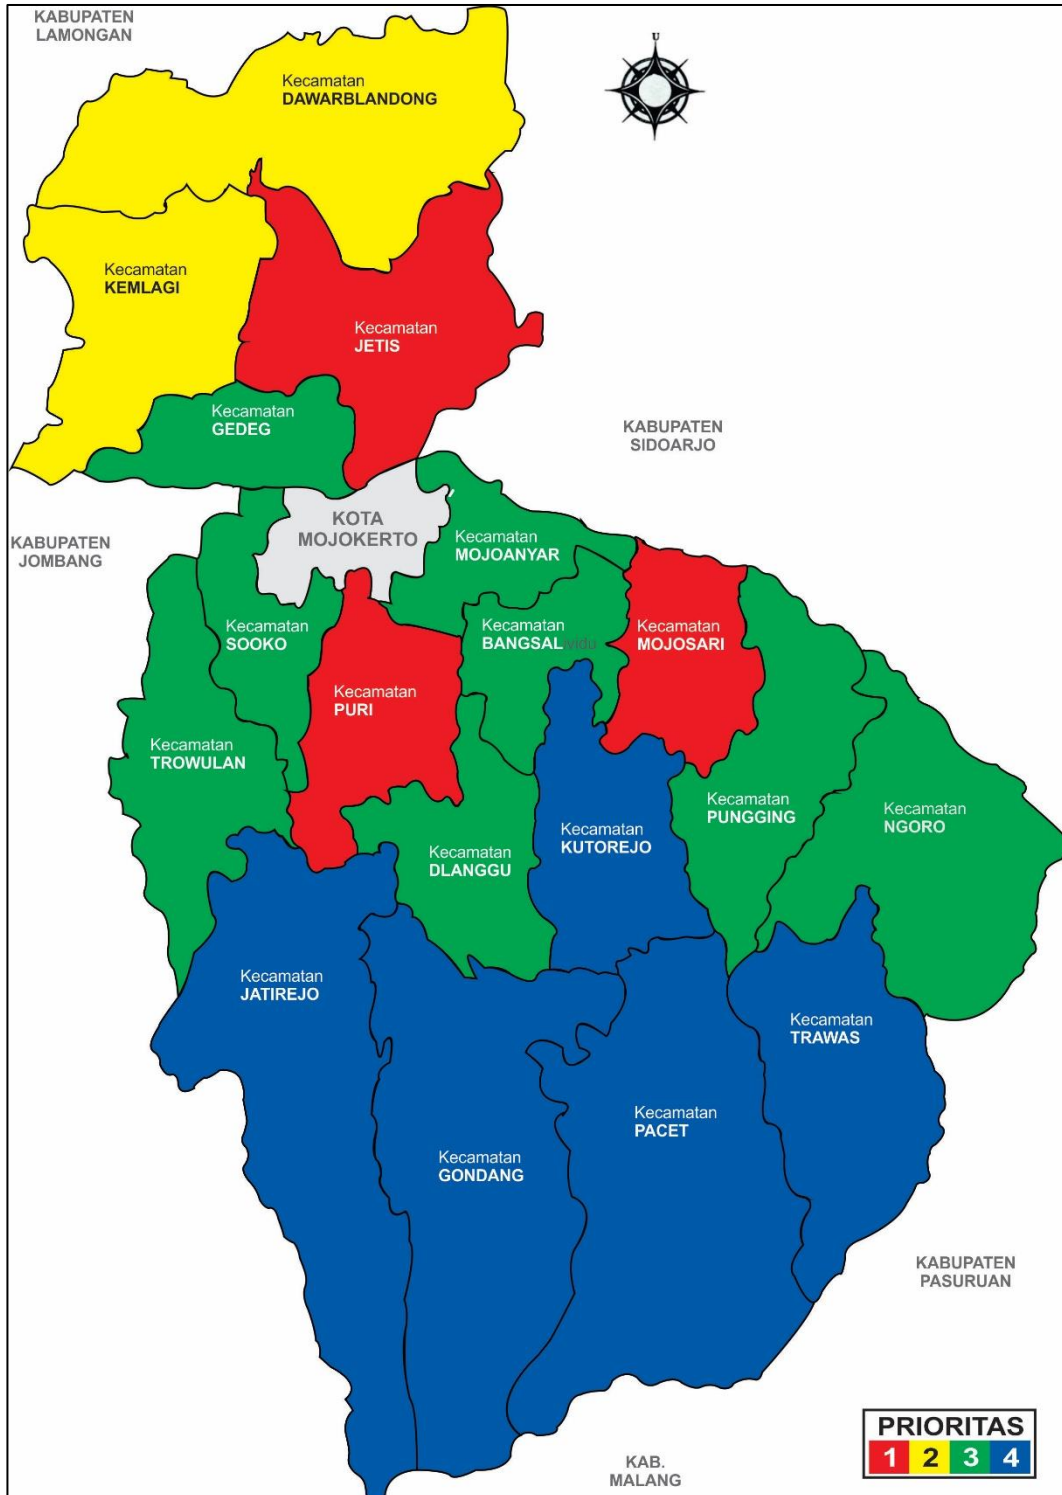 KABUPATEN
LAMONGAN
U
Kecamatan
DAWARBLANDONG
Kecamatan
KEMLAGI
Kecamatan
JETIS
Kecamatan
GEDEG
KABUPATEN
SIDOARJO
KOTA
MOJOKERTO
KABUPATEN
JOMBANG
Kecamatan
MOJOANYAR
Kecamatan
SOOKO
Kecamatan
BANGSAL widu
Kecamatan
MOJOSARI
Kecamatan
PURI
Kecamatan
TROWULAN
Kecamatan
PUNGGING
Kecamatan
NGORO
Kecamatan
KUTOREJO
Kecamatan
DLANGGU
Kecamatan
JATIREJO
Kecamatan
TRAWAS
Kecamatan
PACET
Kecamatan
GONDANG
KABUPATEN
PASURUAN
KAB.
MALANG
PRIORITAS
1 2 3 4